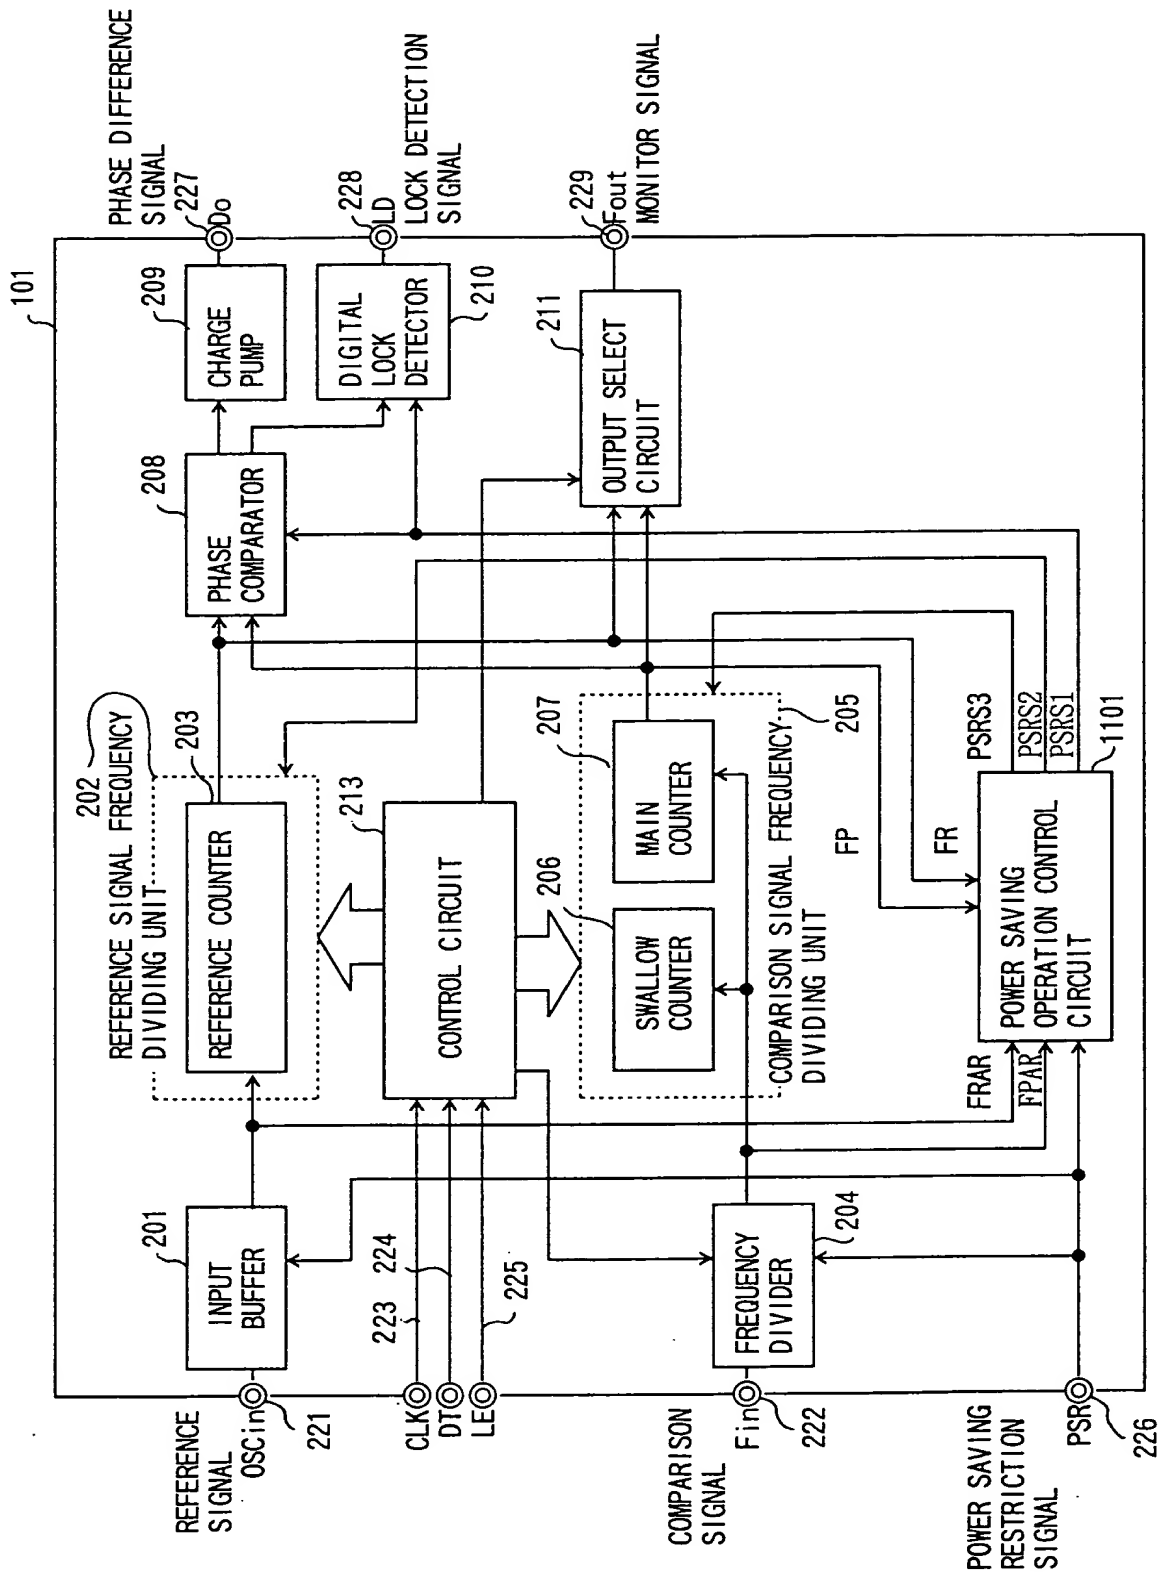 101
REFERENCE
SIGNAL
OSCin
221
INPUT
BUFFER
201
REFERENCE SIGNAL FREQUENCY
DIVIDING UNIT
202
REFERENCE COUNTER
203
PHASE
COMPARATOR
208
CHARGE
PUMP
209
PHASE DIFFERENCE
SIGNAL
227
Do
DIGITAL
LOCK
DETECTOR
210
228
LD
LOCK DETECTION
SIGNAL
CLK
DT
LE
223
224
225
CONTROL CIRCUIT
213
OUTPUT SELECT
CIRCUIT
211
229
Fout
MONITOR SIGNAL
COMPARISON
SIGNAL
Fin
222
FREQUENCY
DIVIDER
204
SWALLOW
COUNTER
206
MAIN
COUNTER
207
COMPARISON SIGNAL FREQUENCY
DIVIDING UNIT
205
FP
FR
FRAR
FPAR
POWER SAVING
OPERATION CONTROL
CIRCUIT
1101
PSRS3
PSRS2
PSRS1
POWER SAVING
RESTRICTION
SIGNAL
PSR
226